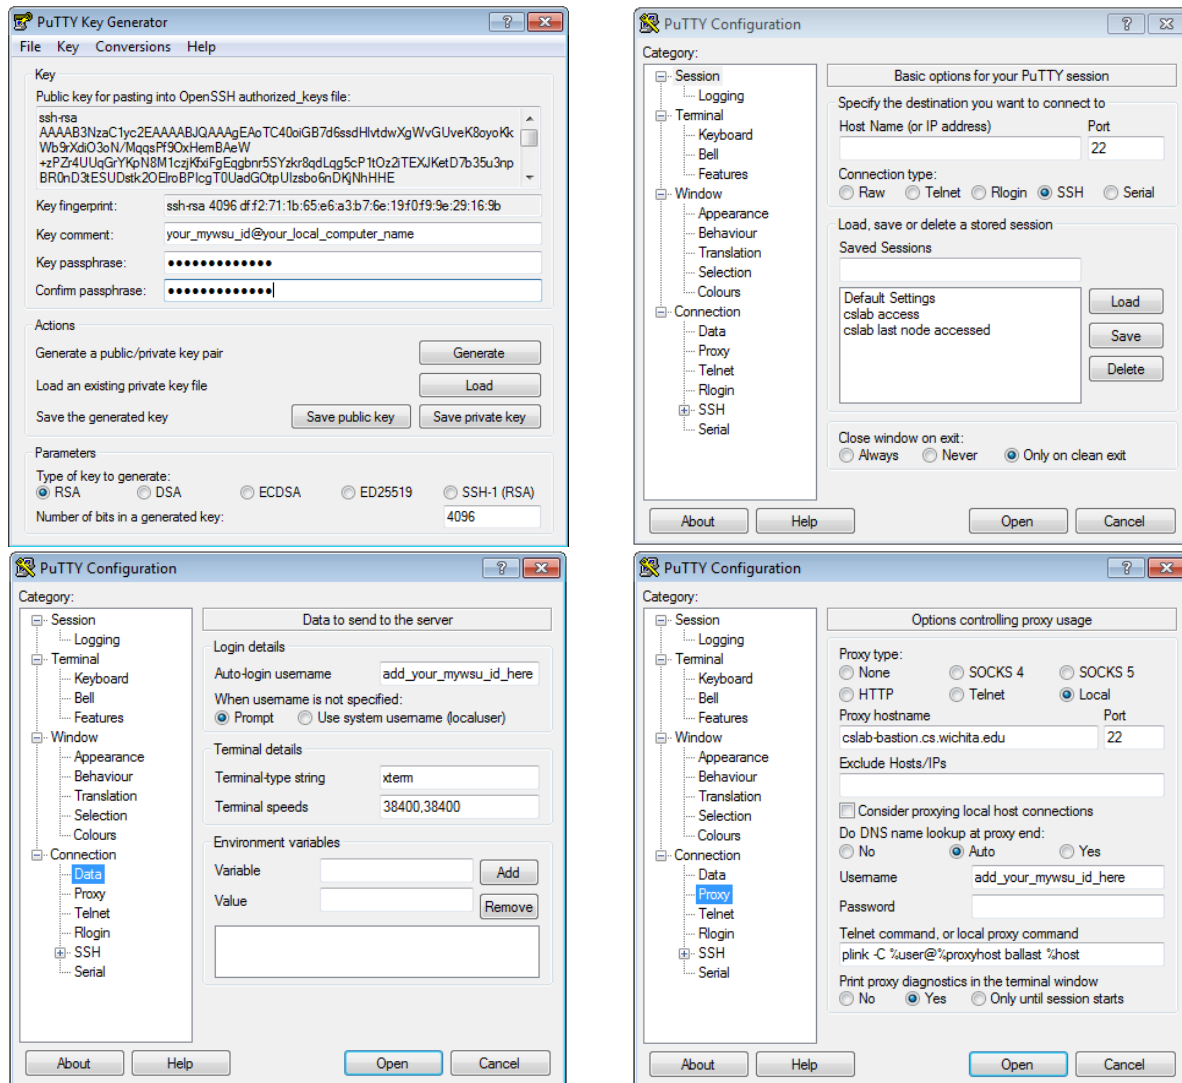 PuTTY Key Generator
File Key Conversions Help
Key
Public key for pasting into OpenSSH authorized_keys file:
ssh-rsa
AAAAB3NzaC1yc2EAAAABJQAAAgEAoTC40oiGB7d6ssdHlvtdwXgWvGUveK8oyoKk
Wb9rXdiO3oN/MqqsPf9OxHemBAeW
+zPZr4UUqGrYKpN8M1czjKfxiFgEqgbnr5SYzkr8qdLqg5cP1tOz2iTEXJKetD7b35u3np
BR0nD3tESUDstk2OElroBPlcgT0UadGOtpUlzsbo6nDKjNhHHE
Key fingerprint: ssh-rsa 4096 df:f2:71:1b:65:e6:a3:b7:6e:19:f0:f9:9e:29:16:9b
Key comment: your_mywsu_id@your_local_computer_name
Key passphrase: ●●●●●●●●●●●●●
Confirm passphrase: ●●●●●●●●●●●●●
Actions
Generate a public/private key pair Generate
Load an existing private key file Load
Save the generated key Save public key Save private key
Parameters
Type of key to generate:
RSA DSA ECDSA ED25519 SSH-1 (RSA)
Number of bits in a generated key: 4096
PuTTY Configuration
Category:
Session
Logging
Terminal
Keyboard
Bell
Features
Window
Appearance
Behaviour
Translation
Selection
Colours
Connection
Data
Proxy
Telnet
Rlogin
SSH
Serial
Basic options for your PuTTY session
Specify the destination you want to connect to
Host Name (or IP address) Port
22
Connection type:
Raw Telnet Rlogin SSH Serial
Load, save or delete a stored session
Saved Sessions
Default Settings
cslab access
cslab last node accessed
Load
Save
Delete
Close window on exit:
Always Never Only on clean exit
About Help Open Cancel
PuTTY Configuration
Category:
Session
Logging
Terminal
Keyboard
Bell
Features
Window
Appearance
Behaviour
Translation
Selection
Colours
Connection
Data
Proxy
Telnet
Rlogin
SSH
Serial
Data to send to the server
Login details
Auto-login username add_your_mywsu_id_here
When username is not specified:
Prompt Use system username (localuser)
Terminal details
Terminal-type string xterm
Terminal speeds 38400,38400
Environment variables
Variable Add
Value Remove
About Help Open Cancel
PuTTY Configuration
Category:
Session
Logging
Terminal
Keyboard
Bell
Features
Window
Appearance
Behaviour
Translation
Selection
Colours
Connection
Data
Proxy
Telnet
Rlogin
SSH
Serial
Options controlling proxy usage
Proxy type:
None SOCKS 4 SOCKS 5
HTTP Telnet Local
Proxy hostname Port
cslab-bastion.cs.wichita.edu 22
Exclude Hosts/IPs
Consider proxying local host connections
Do DNS name lookup at proxy end:
No Auto Yes
Username add_your_mywsu_id_here
Password
Telnet command, or local proxy command
plink -C %user@%proxyhost ballast %host
Print proxy diagnostics in the terminal window
No Yes Only until session starts
About Help Open Cancel